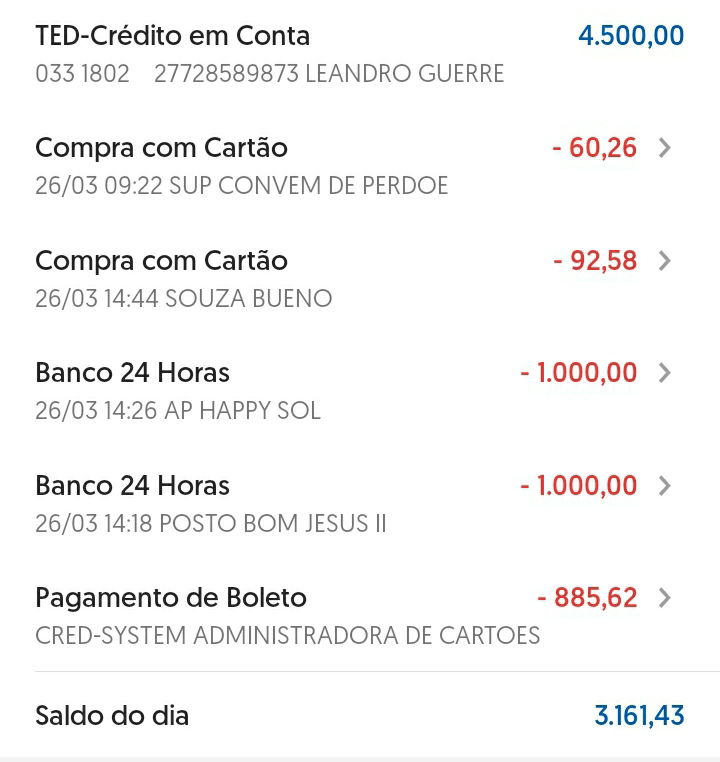 TED-Crédito em Conta 4.500,00
033 1802 27728589873 LEANDRO GUERRE
Compra com Cartão - 60,26
26/03 09:22 SUP CONVEM DE PERDOE
Compra com Cartão - 92,58
26/03 14:44 SOUZA BUENO
Banco 24 Horas - 1.000,00
26/03 14:26 AP HAPPY SOL
Banco 24 Horas - 1.000,00
26/03 14:18 POSTO BOM JESUS II
Pagamento de Boleto - 885,62
CRED-SYSTEM ADMINISTRADORA DE CARTOES
Saldo do dia 3.161,43